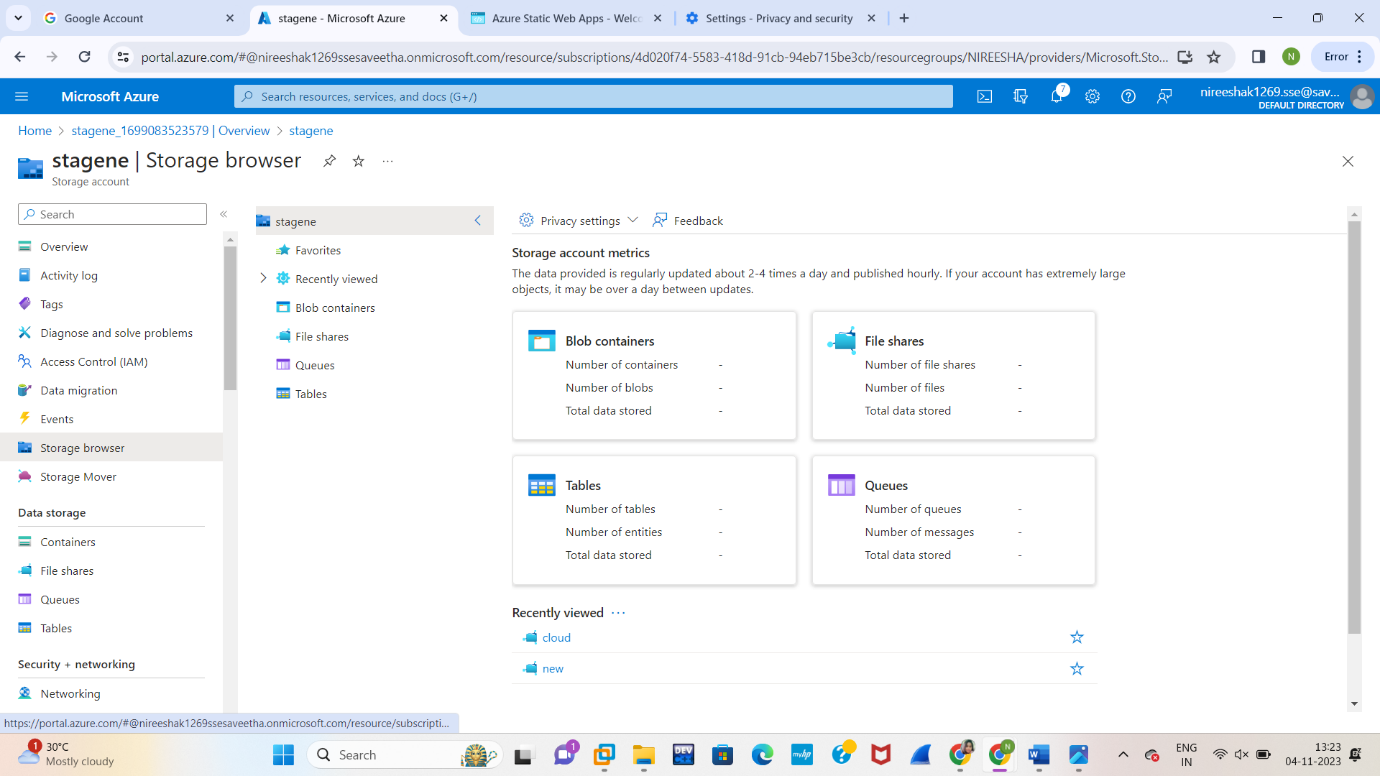 Google Account
stagene - Microsoft Azure
Azure Static Web Apps - Welc
Settings - Privacy and security
portal.azure.com/#@nireeshak1269ssesaveetha.onmicrosoft.com/resource/subscriptions/4d020f74-5583-418d-91cb-94eb715be3cb/resourcegroups/NIREESHA/providers/Microsoft.Sto...
N
Error
Microsoft Azure
Search resources, services, and docs (G+/)
7
nireeshak1269.sse@sav...
DEFAULT DIRECTORY
Home > stagene_1699083523579 | Overview > stagene
stagene | Storage browser
Storage account
Search
Overview
Activity log
Tags
Diagnose and solve problems
Access Control (IAM)
Data migration
Events
Storage browser
Storage Mover
Data storage
Containers
File shares
Queues
Tables
Security + networking
Networking
stagene
Favorites
Recently viewed
Blob containers
File shares
Queues
Tables
Privacy settings
Feedback
Storage account metrics
The data provided is regularly updated about 2-4 times a day and published hourly. If your account has extremely large
objects, it may be over a day between updates.
Blob containers
Number of containers -
Number of blobs -
Total data stored -
File shares
Number of file shares -
Number of files -
Total data stored -
Tables
Number of tables -
Number of entities -
Total data stored -
Queues
Number of queues -
Number of messages -
Total data stored -
Recently viewed ...
cloud
new
https://portal.azure.com/#@nireeshak1269ssesaveetha.onmicrosoft.com/resource/subscripti...
1
30°C
Mostly cloudy
Search
1
DEV
myhp
N
ENG
IN
13:23
04-11-2023